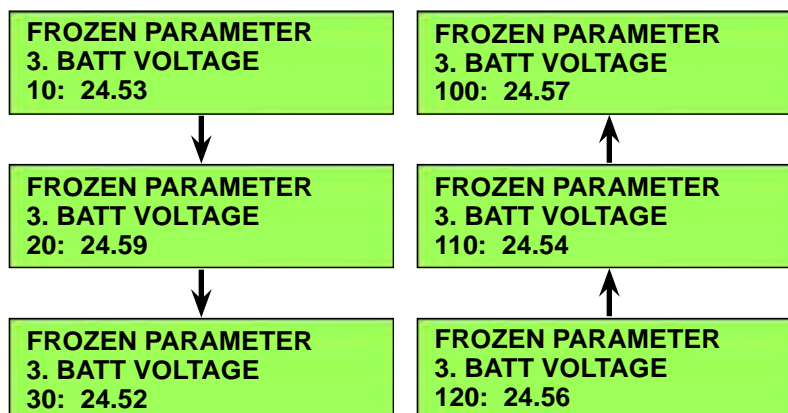 FROZEN PARAMETER
3. BATT VOLTAGE
10: 24.53
FROZEN PARAMETER
3. BATT VOLTAGE
20: 24.59
FROZEN PARAMETER
3. BATT VOLTAGE
30: 24.52
FROZEN PARAMETER
3. BATT VOLTAGE
100: 24.57
FROZEN PARAMETER
3. BATT VOLTAGE
110: 24.54
FROZEN PARAMETER
3. BATT VOLTAGE
120: 24.56